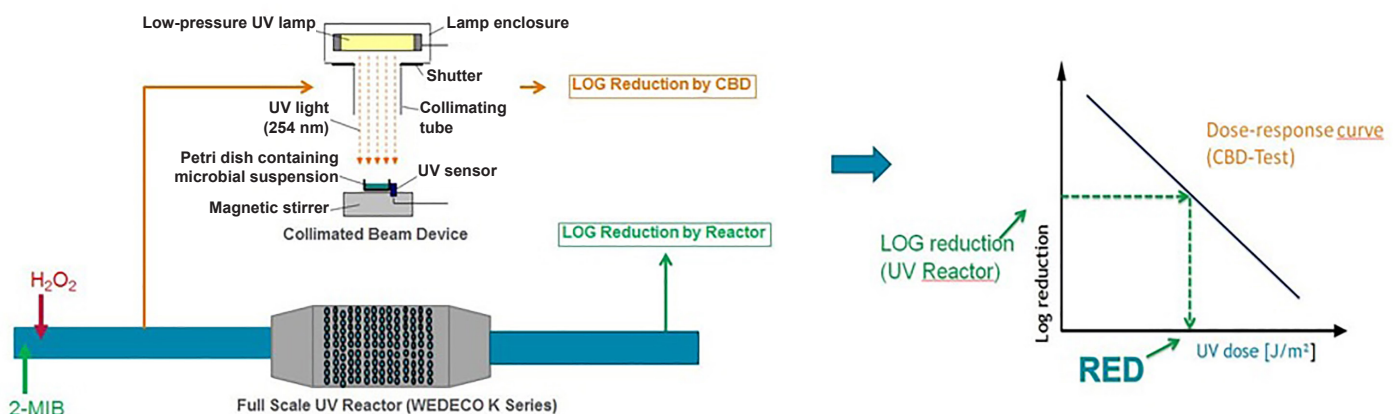 Low-pressure UV lamp
Lamp enclosure
Shutter
LOG Reduction by CBD
UV light
(254 nm)
Collimating
tube
Petri dish containing
microbial suspension
UV sensor
Magnetic stirrer
Collimated Beam Device
LOG Reduction by Reactor
H₂O₂
2-MIB
Full Scale UV Reactor (WEDECO K Series)
Dose-response curve
(CBD-Test)
LOG reduction
(UV Reactor)
Log reduction
UV dose [J/m²]
RED